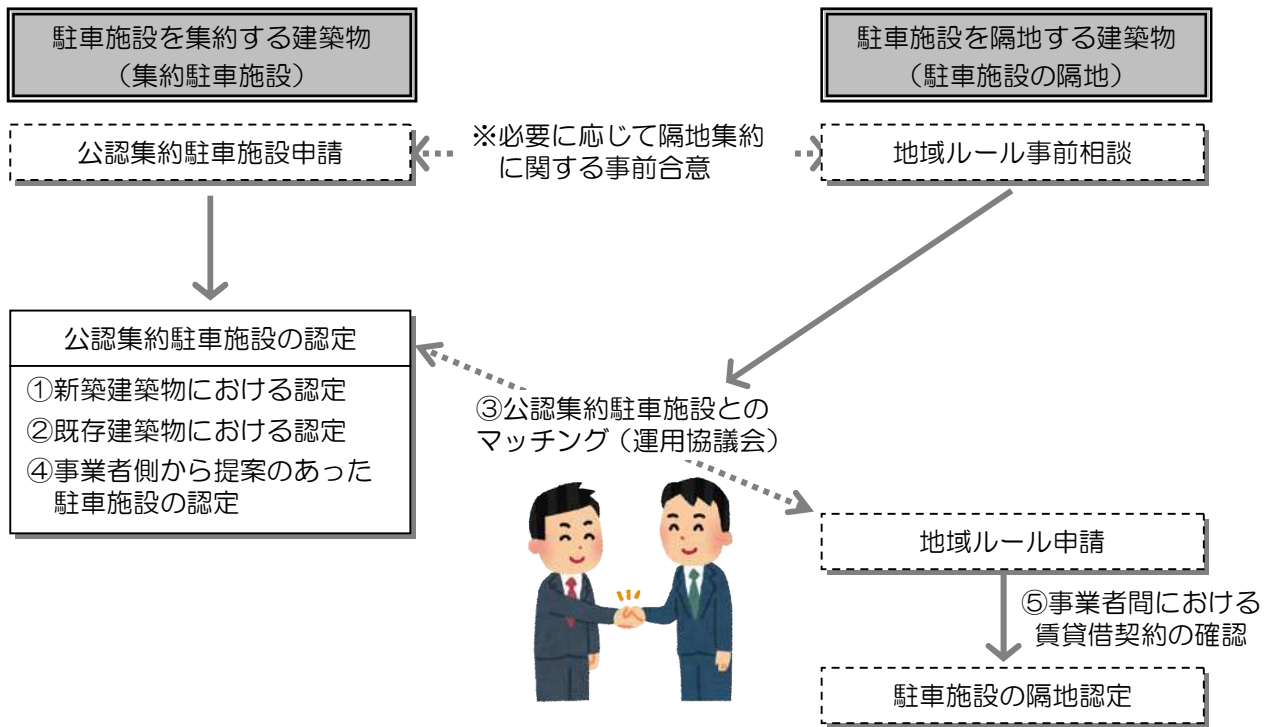 駐車施設を集約する建築物
（集約駐車施設）
駐車施設を隔地する建築物
（駐車施設の隔地）
公認集約駐車施設申請
※必要に応じて隔地集約
に関する事前合意
地域ルール事前相談
公認集約駐車施設の認定
①新築建築物における認定
②既存建築物における認定
④事業者側から提案のあった
駐車施設の認定
③公認集約駐車施設との
マッチング（運用協議会）
地域ルール申請
⑤事業者間における
賃貸借契約の確認
駐車施設の隔地認定